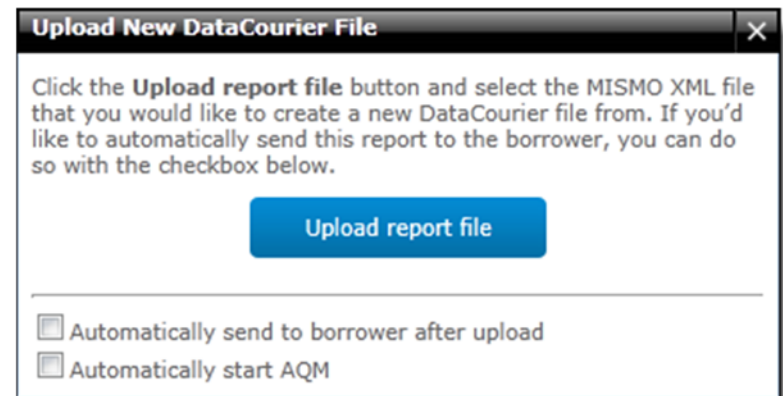 Upload New DataCourier File
Click the Upload report file button and select the MISMO XML file
that you would like to create a new DataCourier file from. If you'd
like to automatically send this report to the borrower, you can do
so with the checkbox below.
Upload report file
Automatically send to borrower after upload
Automatically start AQM